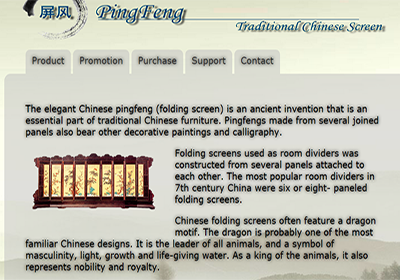 屏风 PingFeng
Traditional Chinese Screen
Product Promotion Purchase Support Contact
The elegant Chinese pingfeng (folding screen) is an ancient invention that is an
essential part of traditional Chinese furniture. Pingfengs made from several joined
panels also bear other decorative paintings and calligraphy.
Folding screens used as room dividers was
constructed from several panels attached to
each other. The most popular room dividers in
7th century China were six or eight- paneled
folding screens.
Chinese folding screens often feature a dragon
motif. The dragon is probably one of the most
familiar Chinese designs. It is the leader of all animals, and a symbol of
masculinity, light, growth and life-giving water. As a king of the animals, it also
represents nobility and royalty.